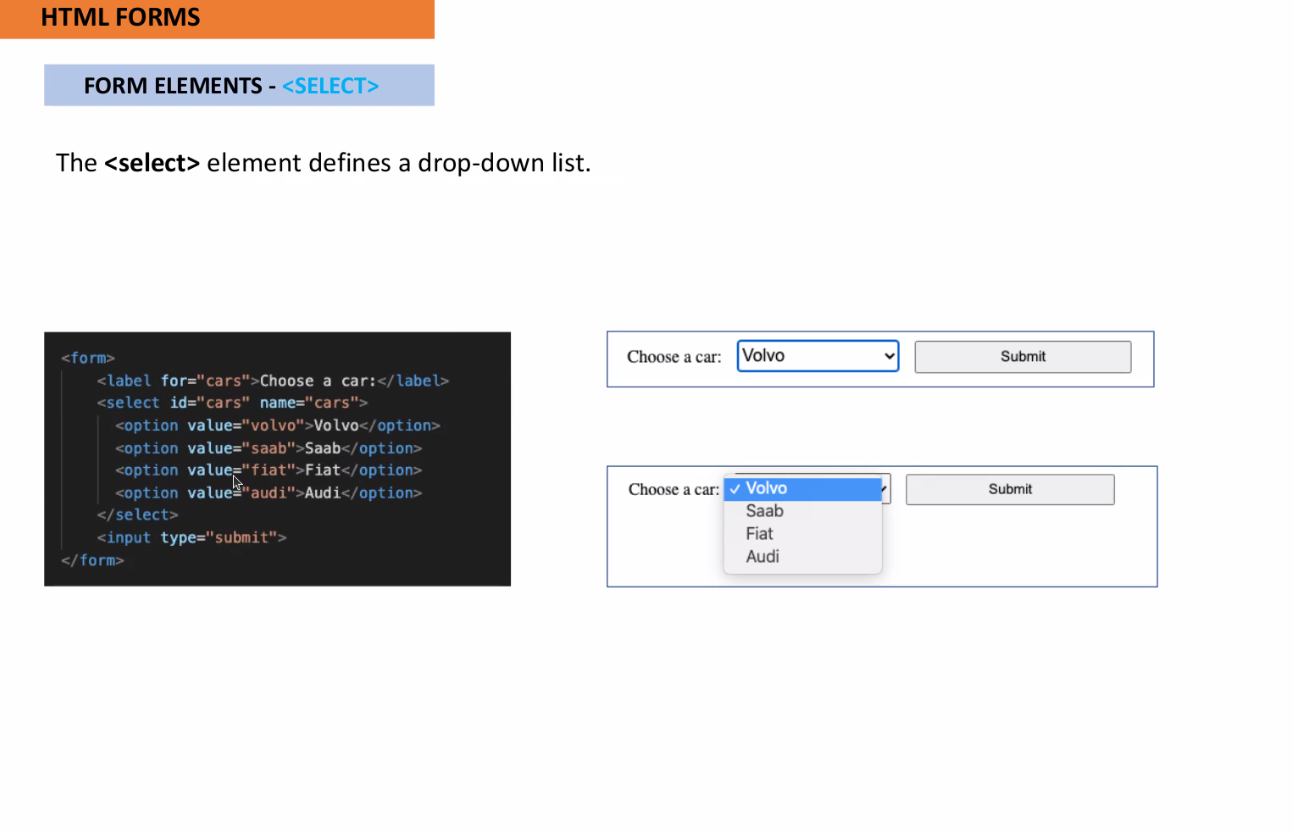 HTML FORMS
FORM ELEMENTS - <SELECT>
The <select> element defines a drop-down list.
<form>
<label for="cars">Choose a car:</label>
<select id="cars" name="cars">
<option value="volvo">Volvo</option>
<option value="saab">Saab</option>
<option value="fiat">Fiat</option>
<option value="audi">Audi</option>
</select>
<input type="submit">
</form>
Choose a car: Volvo Submit
Choose a car: ✓ Volvo Submit
Saab
Fiat
Audi